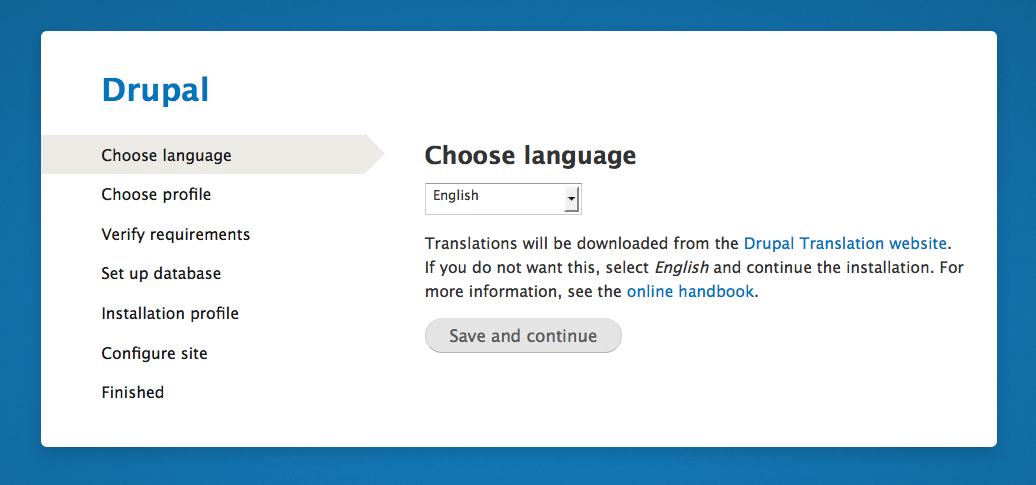 Drupal
Choose language
Choose profile
Verify requirements
Set up database
Installation profile
Configure site
Finished
Choose language
English
Translations will be downloaded from the Drupal Translation website.
If you do not want this, select English and continue the installation. For
more information, see the online handbook.
Save and continue